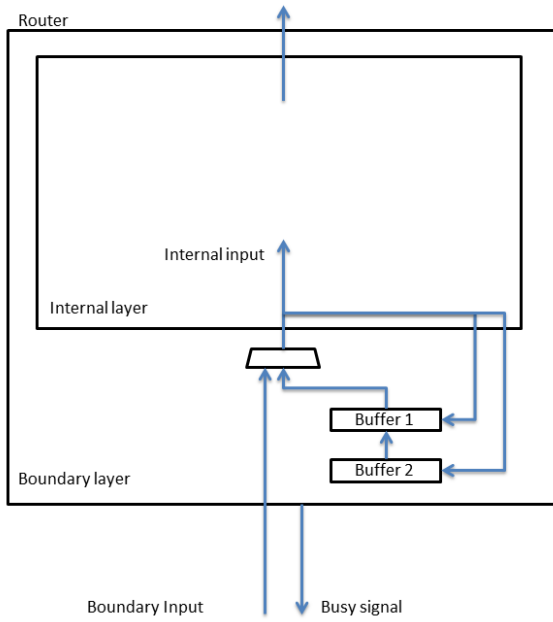 Router
Internal input
Internal layer
Buffer 1
Buffer 2
Boundary layer
Boundary Input
Busy signal